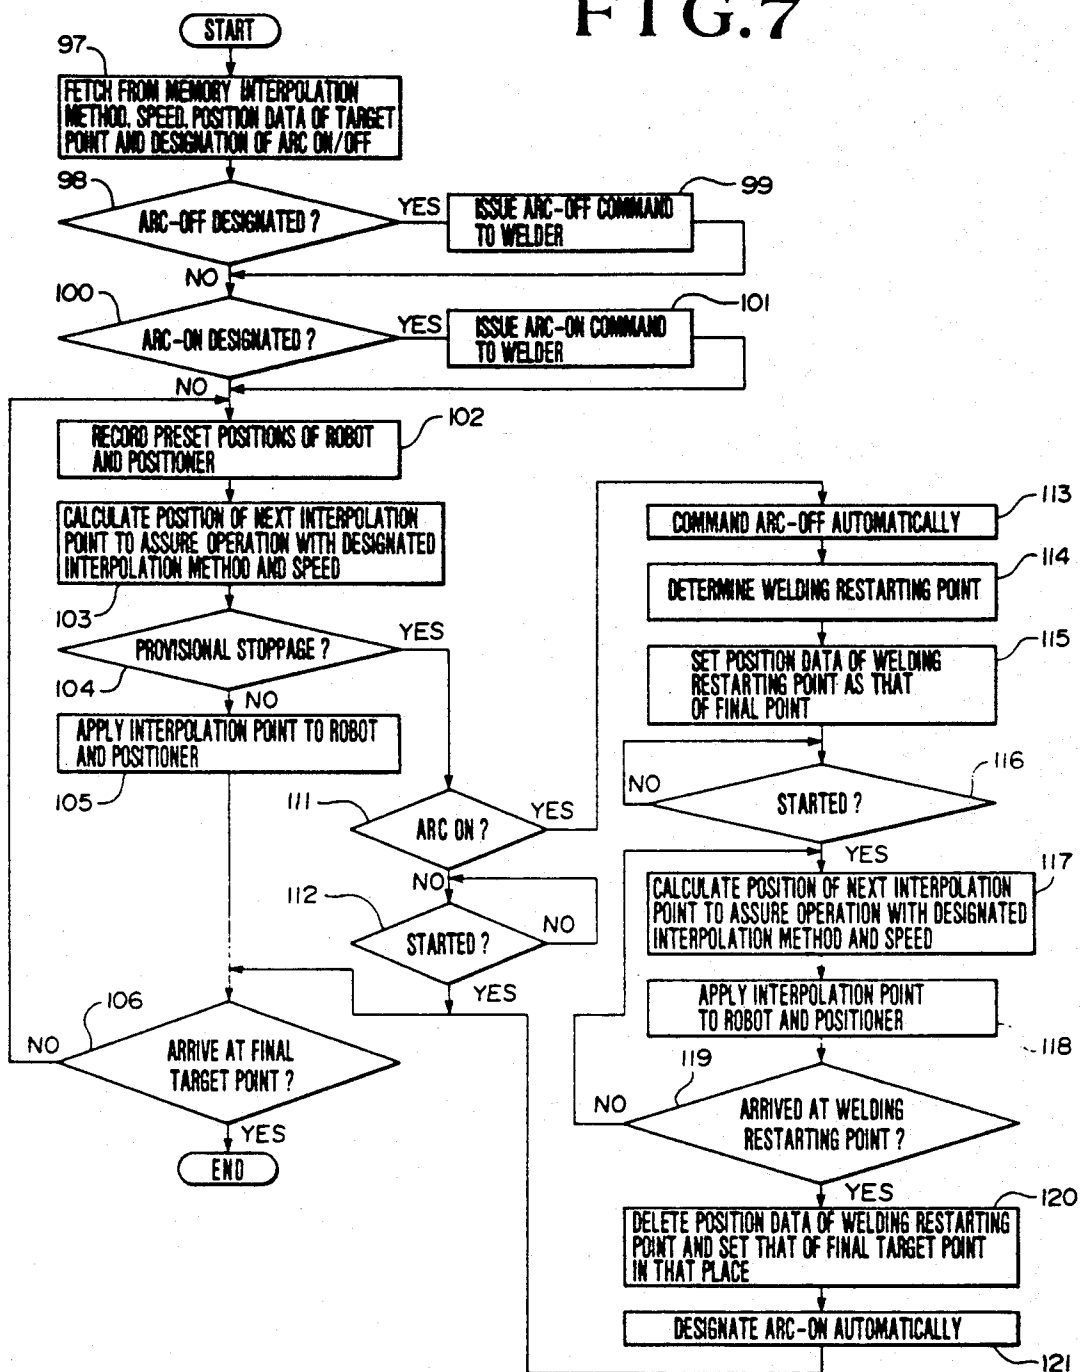 FIG.7
START
97
FETCH FROM MEMORY INTERPOLATION
METHOD, SPEED, POSITION DATA OF TARGET
POINT AND DESIGNATION OF ARC ON/OFF
98
ARC-OFF DESIGNATED ?
YES
99
ISSUE ARC-OFF COMMAND
TO WELDER
NO
100
ARC-ON DESIGNATED ?
YES
101
ISSUE ARC-ON COMMAND
TO WELDER
NO
102
RECORD PRESET POSITIONS OF ROBOT
AND POSITIONER
CALCULATE POSITION OF NEXT INTERPOLATION
POINT TO ASSURE OPERATION WITH DESIGNATED
INTERPOLATION METHOD AND SPEED
103
PROVISIONAL STOPPAGE ?
YES
104
NO
APPLY INTERPOLATION POINT TO ROBOT
AND POSITIONER
105
111
ARC ON ?
YES
NO
112
STARTED ?
NO
YES
106
NO
ARRIVE AT FINAL
TARGET POINT ?
YES
END
113
COMMAND ARC-OFF AUTOMATICALLY
114
DETERMINE WELDING RESTARTING POINT
115
SET POSITION DATA OF WELDING
RESTARTING POINT AS THAT
OF FINAL POINT
116
NO
STARTED ?
YES
117
CALCULATE POSITION OF NEXT INTERPOLATION
POINT TO ASSURE OPERATION WITH DESIGNATED
INTERPOLATION METHOD AND SPEED
APPLY INTERPOLATION POINT
TO ROBOT AND POSITIONER
118
119
NO
ARRIVED AT WELDING
RESTARTING POINT ?
YES
120
DELETE POSITION DATA OF WELDING RESTARTING
POINT AND SET THAT OF FINAL TARGET POINT
IN THAT PLACE
DESIGNATE ARC-ON AUTOMATICALLY
121